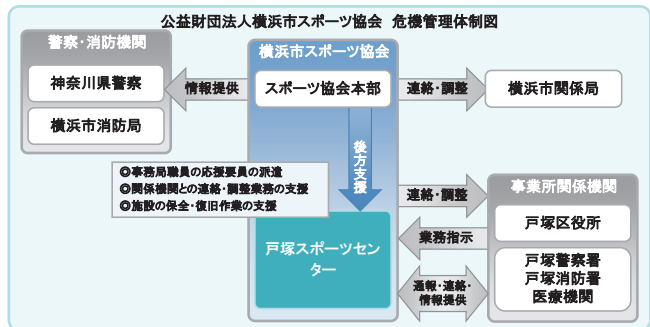 公益財団法人横浜市スポーツ協会 危機管理体制図
警察・消防機関
神奈川県警察
横浜市消防局
情報提供
横浜市スポーツ協会
スポーツ協会本部
連絡・調整
横浜市関係局
後方支援
◎事務局職員の応援要員の派遣
◎関係機関との連絡・調整業務の支援
◎施設の保全・復旧作業の支援
戸塚スポーツセン
ター
連絡・調整
業務指示
通報・連絡・
情報提供
事業所関係機関
戸塚区役所
戸塚警察署
戸塚消防署
医療機関